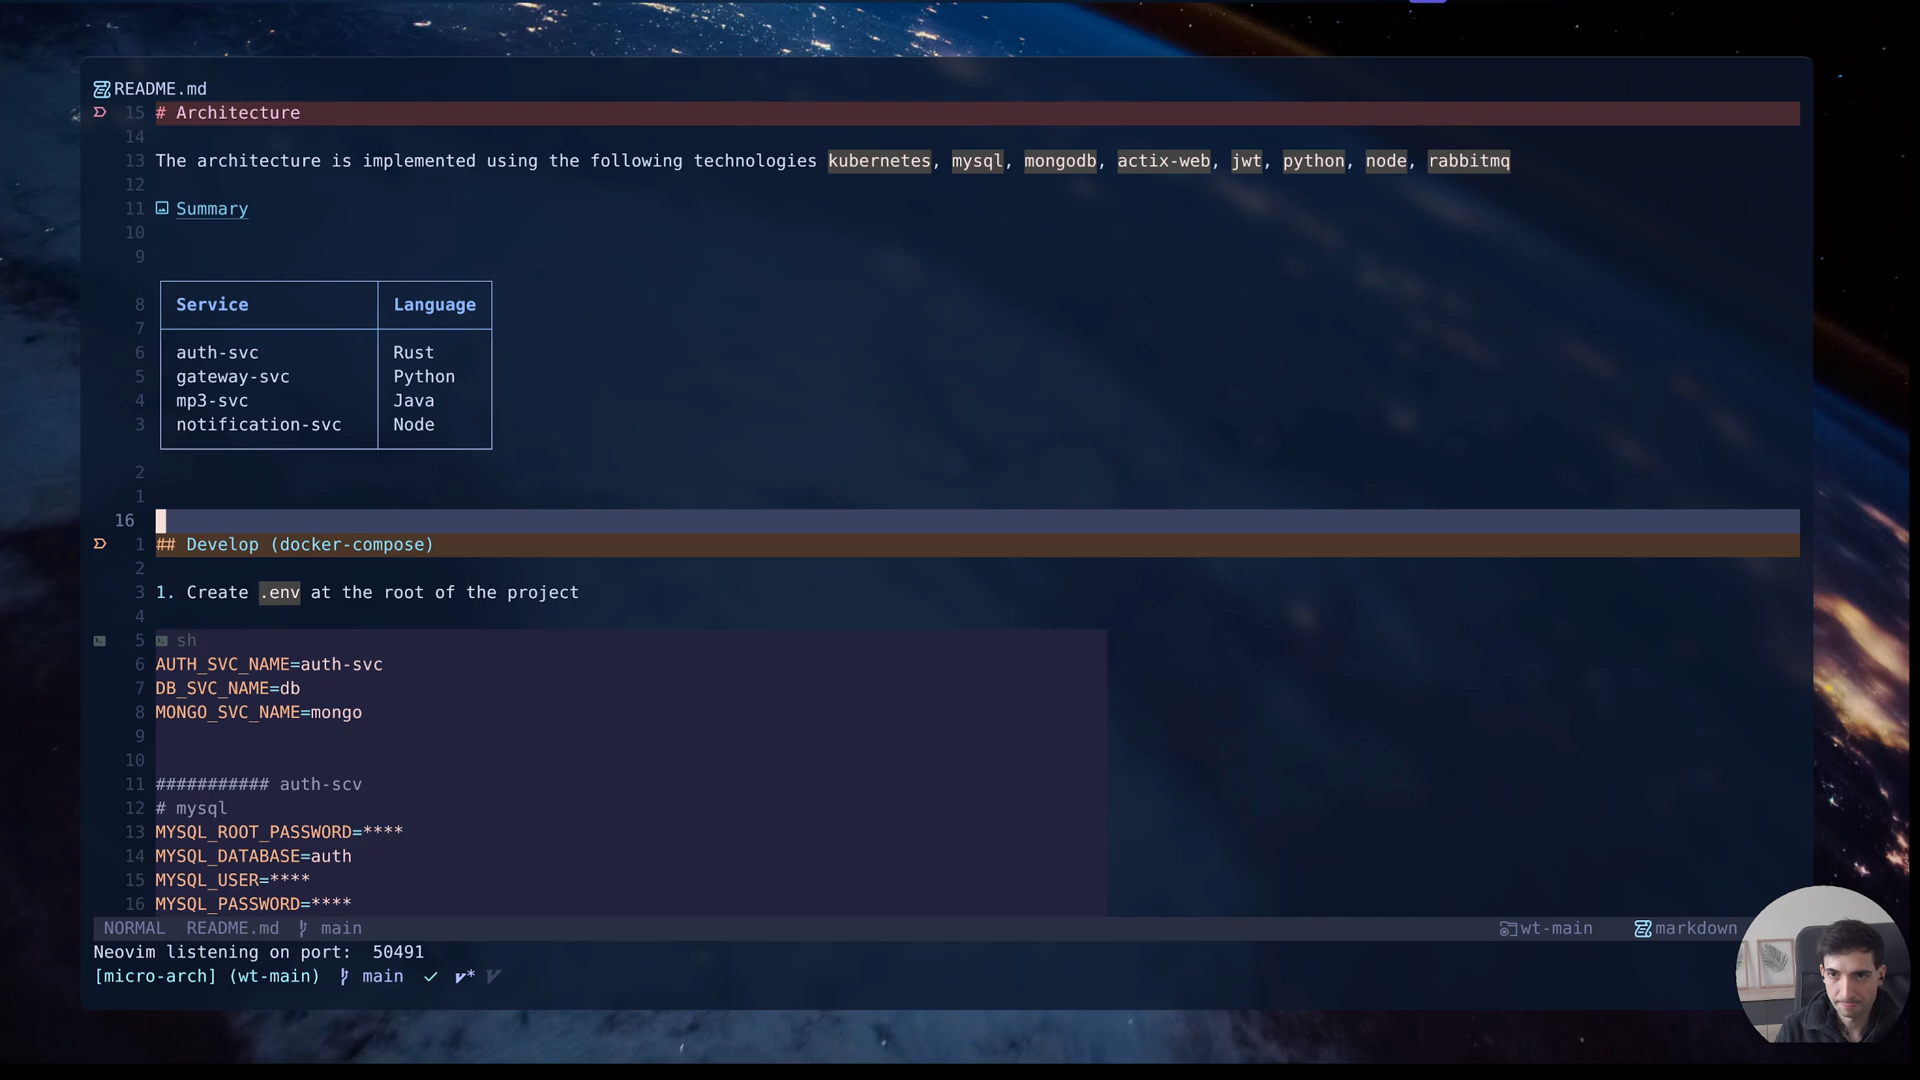 README.md
15 # Architecture
14
13 The architecture is implemented using the following technologies kubernetes, mysql, mongodb, actix-web, jwt, python, node, rabbitmq
12
11 Summary
10
9
8 Service Language
7
6 auth-svc Rust
5 gateway-svc Python
4 mp3-svc Java
3 notification-svc Node
2
1
16
1 ## Develop (docker-compose)
2
3 1. Create .env at the root of the project
4
5 sh
6 AUTH_SVC_NAME=auth-svc
7 DB_SVC_NAME=db
8 MONGO_SVC_NAME=mongo
9
10
11 ########### auth-scv
12 # mysql
13 MYSQL_ROOT_PASSWORD=****
14 MYSQL_DATABASE=auth
15 MYSQL_USER=****
16 MYSQL_PASSWORD=****
NORMAL README.md main wt-main markdown
Neovim listening on port: 50491
[micro-arch] (wt-main) main ✓ v* V